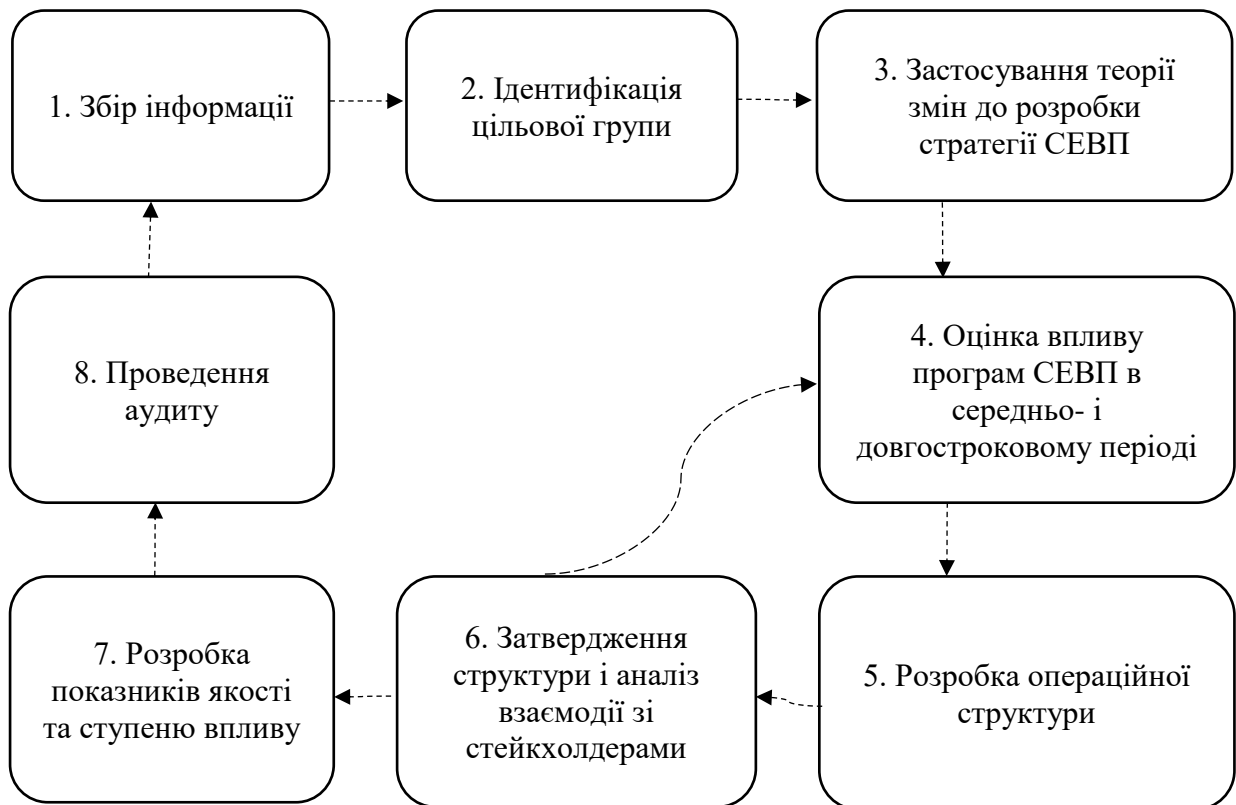 1. Збір інформації
2. Ідентифікація
цільової групи
3. Застосування теорії
змін до розробки
стратегії СЕВП
4. Оцінка впливу
програм СЕВП в
середньо- і
довгостроковому періоді
5. Розробка операційної
структури
6. Затвердження
структури і аналіз
взаємодії зі
стейкхолдерами
7. Розробка
показників якості
та ступеню впливу
8. Проведення
аудиту